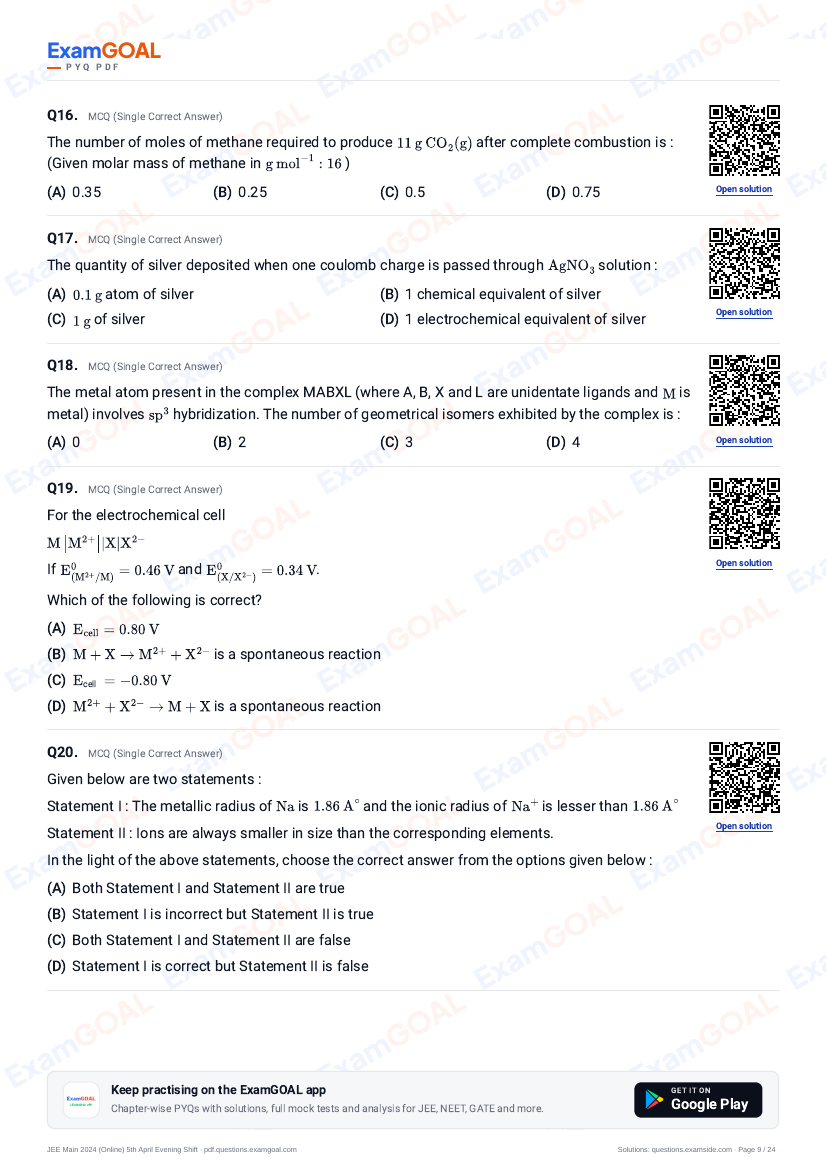 ExamGOAL
PYQ PDF
Q16. MCQ (Single Correct Answer)
The number of moles of methane required to produce 11 g CO₂(g) after complete combustion is :
(Given molar mass of methane in g mol⁻¹ : 16 )
(A) 0.35 (B) 0.25 (C) 0.5 (D) 0.75
Open solution
Q17. MCQ (Single Correct Answer)
The quantity of silver deposited when one coulomb charge is passed through AgNO₃ solution :
(A) 0.1 g atom of silver (B) 1 chemical equivalent of silver
(C) 1 g of silver (D) 1 electrochemical equivalent of silver
Open solution
Q18. MCQ (Single Correct Answer)
The metal atom present in the complex MABXL (where A, B, X and L are unidentate ligands and M is
metal) involves sp³ hybridization. The number of geometrical isomers exhibited by the complex is :
(A) 0 (B) 2 (C) 3 (D) 4
Open solution
Q19. MCQ (Single Correct Answer)
For the electrochemical cell
M |M²⁺||X|X²⁻
If E⁰(M²⁺/M) = 0.46 V and E⁰(X/X²⁻) = 0.34 V.
Which of the following is correct?
(A) E_cell = 0.80 V
(B) M + X → M²⁺ + X²⁻ is a spontaneous reaction
(C) E_cell = −0.80 V
(D) M²⁺ + X²⁻ → M + X is a spontaneous reaction
Open solution
Q20. MCQ (Single Correct Answer)
Given below are two statements :
Statement I : The metallic radius of Na is 1.86 A° and the ionic radius of Na⁺ is lesser than 1.86 A°
Statement II : Ions are always smaller in size than the corresponding elements.
In the light of the above statements, choose the correct answer from the options given below :
(A) Both Statement I and Statement II are true
(B) Statement I is incorrect but Statement II is true
(C) Both Statement I and Statement II are false
(D) Statement I is correct but Statement II is false
Open solution
ExamGOAL
Keep practising on the ExamGOAL app
Chapter-wise PYQs with solutions, full mock tests and analysis for JEE, NEET, GATE and more.
GET IT ON
Google Play
JEE Main 2024 (Online) 5th April Evening Shift · pdf.questions.examgoal.com
Solutions: questions.examside.com · Page 9 / 24